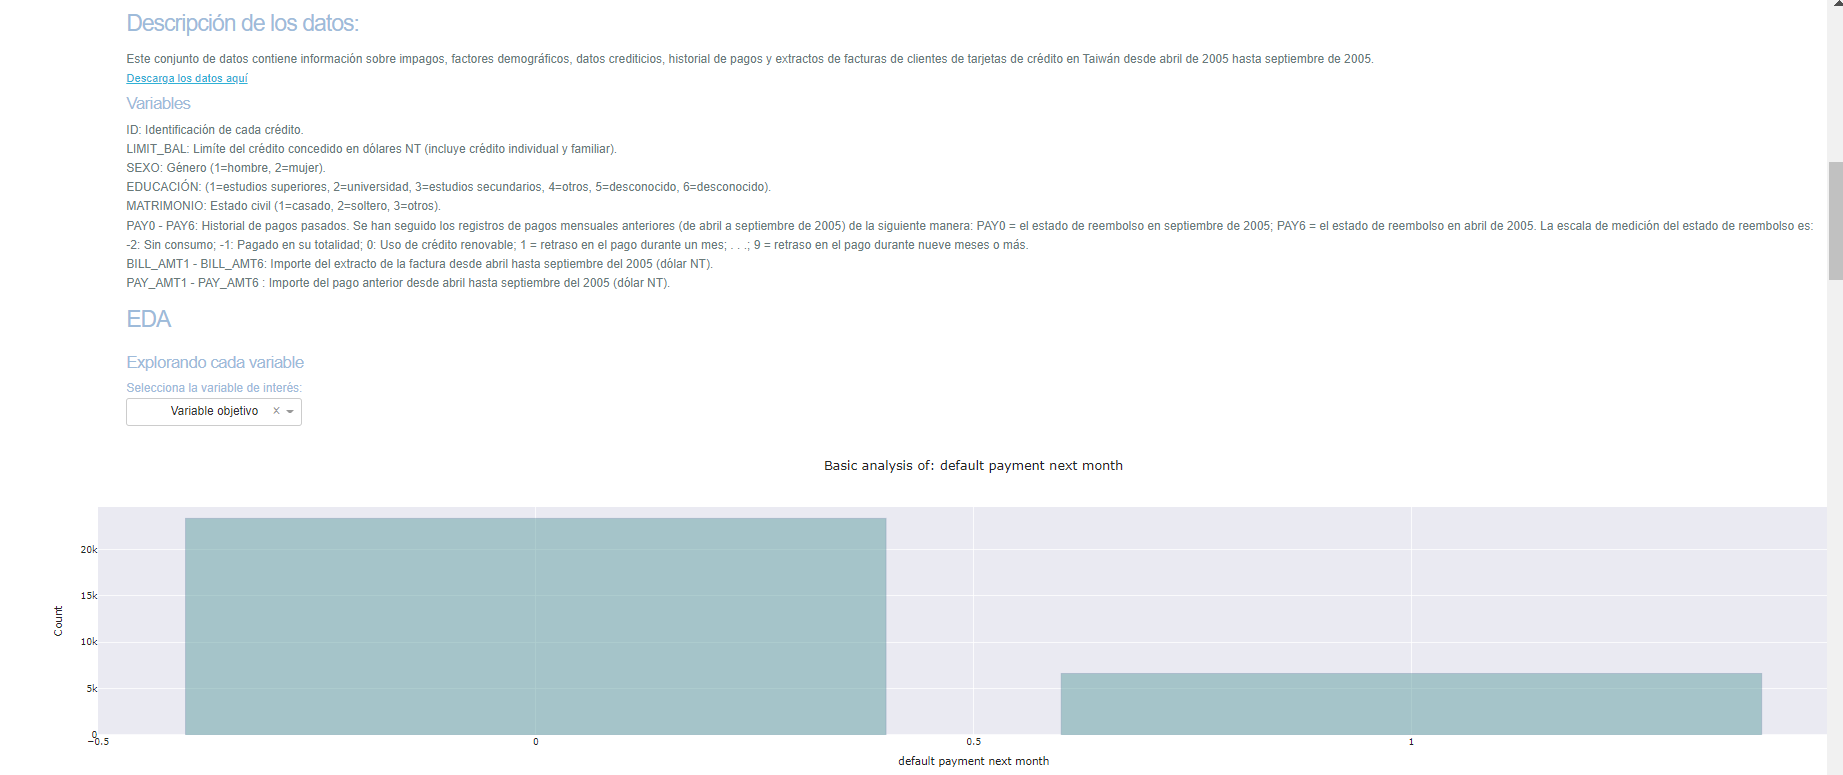 Descripción de los datos:
Este conjunto de datos contiene información sobre impagos, factores demográficos, datos crediticios, historial de pagos y extractos de facturas de clientes de tarjetas de crédito en Taiwán desde abril de 2005 hasta septiembre de 2005.
Descarga los datos aquí
Variables
ID: Identificación de cada crédito.
LIMIT_BAL: Limíte del crédito concedido en dólares NT (incluye crédito individual y familiar).
SEXO: Género (1=hombre, 2=mujer).
EDUCACIÓN: (1=estudios superiores, 2=universidad, 3=estudios secundarios, 4=otros, 5=desconocido, 6=desconocido).
MATRIMONIO: Estado civil (1=casado, 2=soltero, 3=otros).
PAY0 - PAY6: Historial de pagos pasados. Se han seguido los registros de pagos mensuales anteriores (de abril a septiembre de 2005) de la siguiente manera: PAY0 = el estado de reembolso en septiembre de 2005; PAY6 = el estado de reembolso en abril de 2005. La escala de medición del estado de reembolso es:
-2: Sin consumo; -1: Pagado en su totalidad; 0: Uso de crédito renovable; 1 = retraso en el pago durante un mes; . . .; 9 = retraso en el pago durante nueve meses o más.
BILL_AMT1 - BILL_AMT6: Importe del extracto de la factura desde abril hasta septiembre del 2005 (dólar NT).
PAY_AMT1 - PAY_AMT6 : Importe del pago anterior desde abril hasta septiembre del 2005 (dólar NT).
EDA
Explorando cada variable
Selecciona la variable de interés:
Variable objetivo ×
Basic analysis of: default payment next month
20k
15k
10k
5k
0
Count
−0.5 0 0.5 1
default payment next month